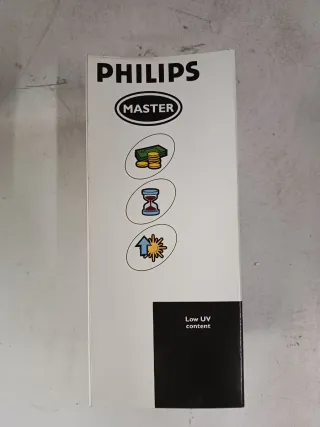 PHILIPS
MASTER
Low UV
content